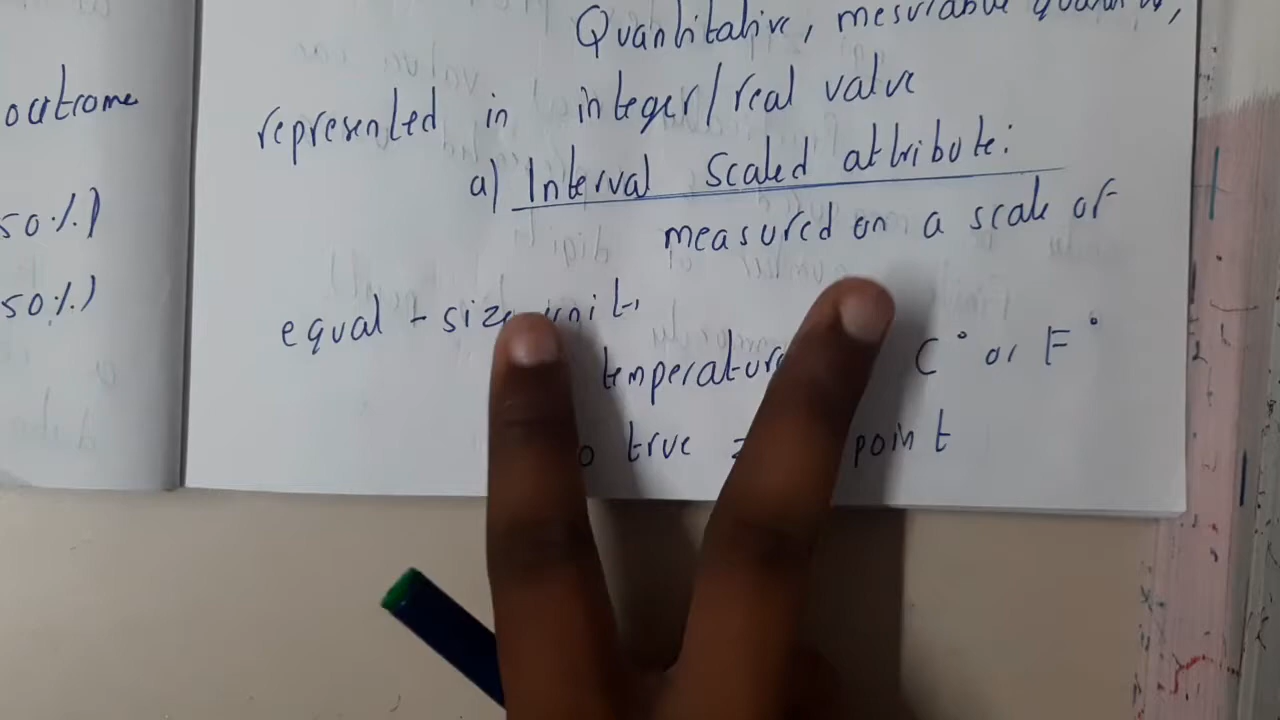 outcome
50%)
50%)
Quantitative, mesurable
represented in integer/real value
a) Interval Scaled attribute:
measured on a scale of
equal - size unit,
temperature C° or F°
true point